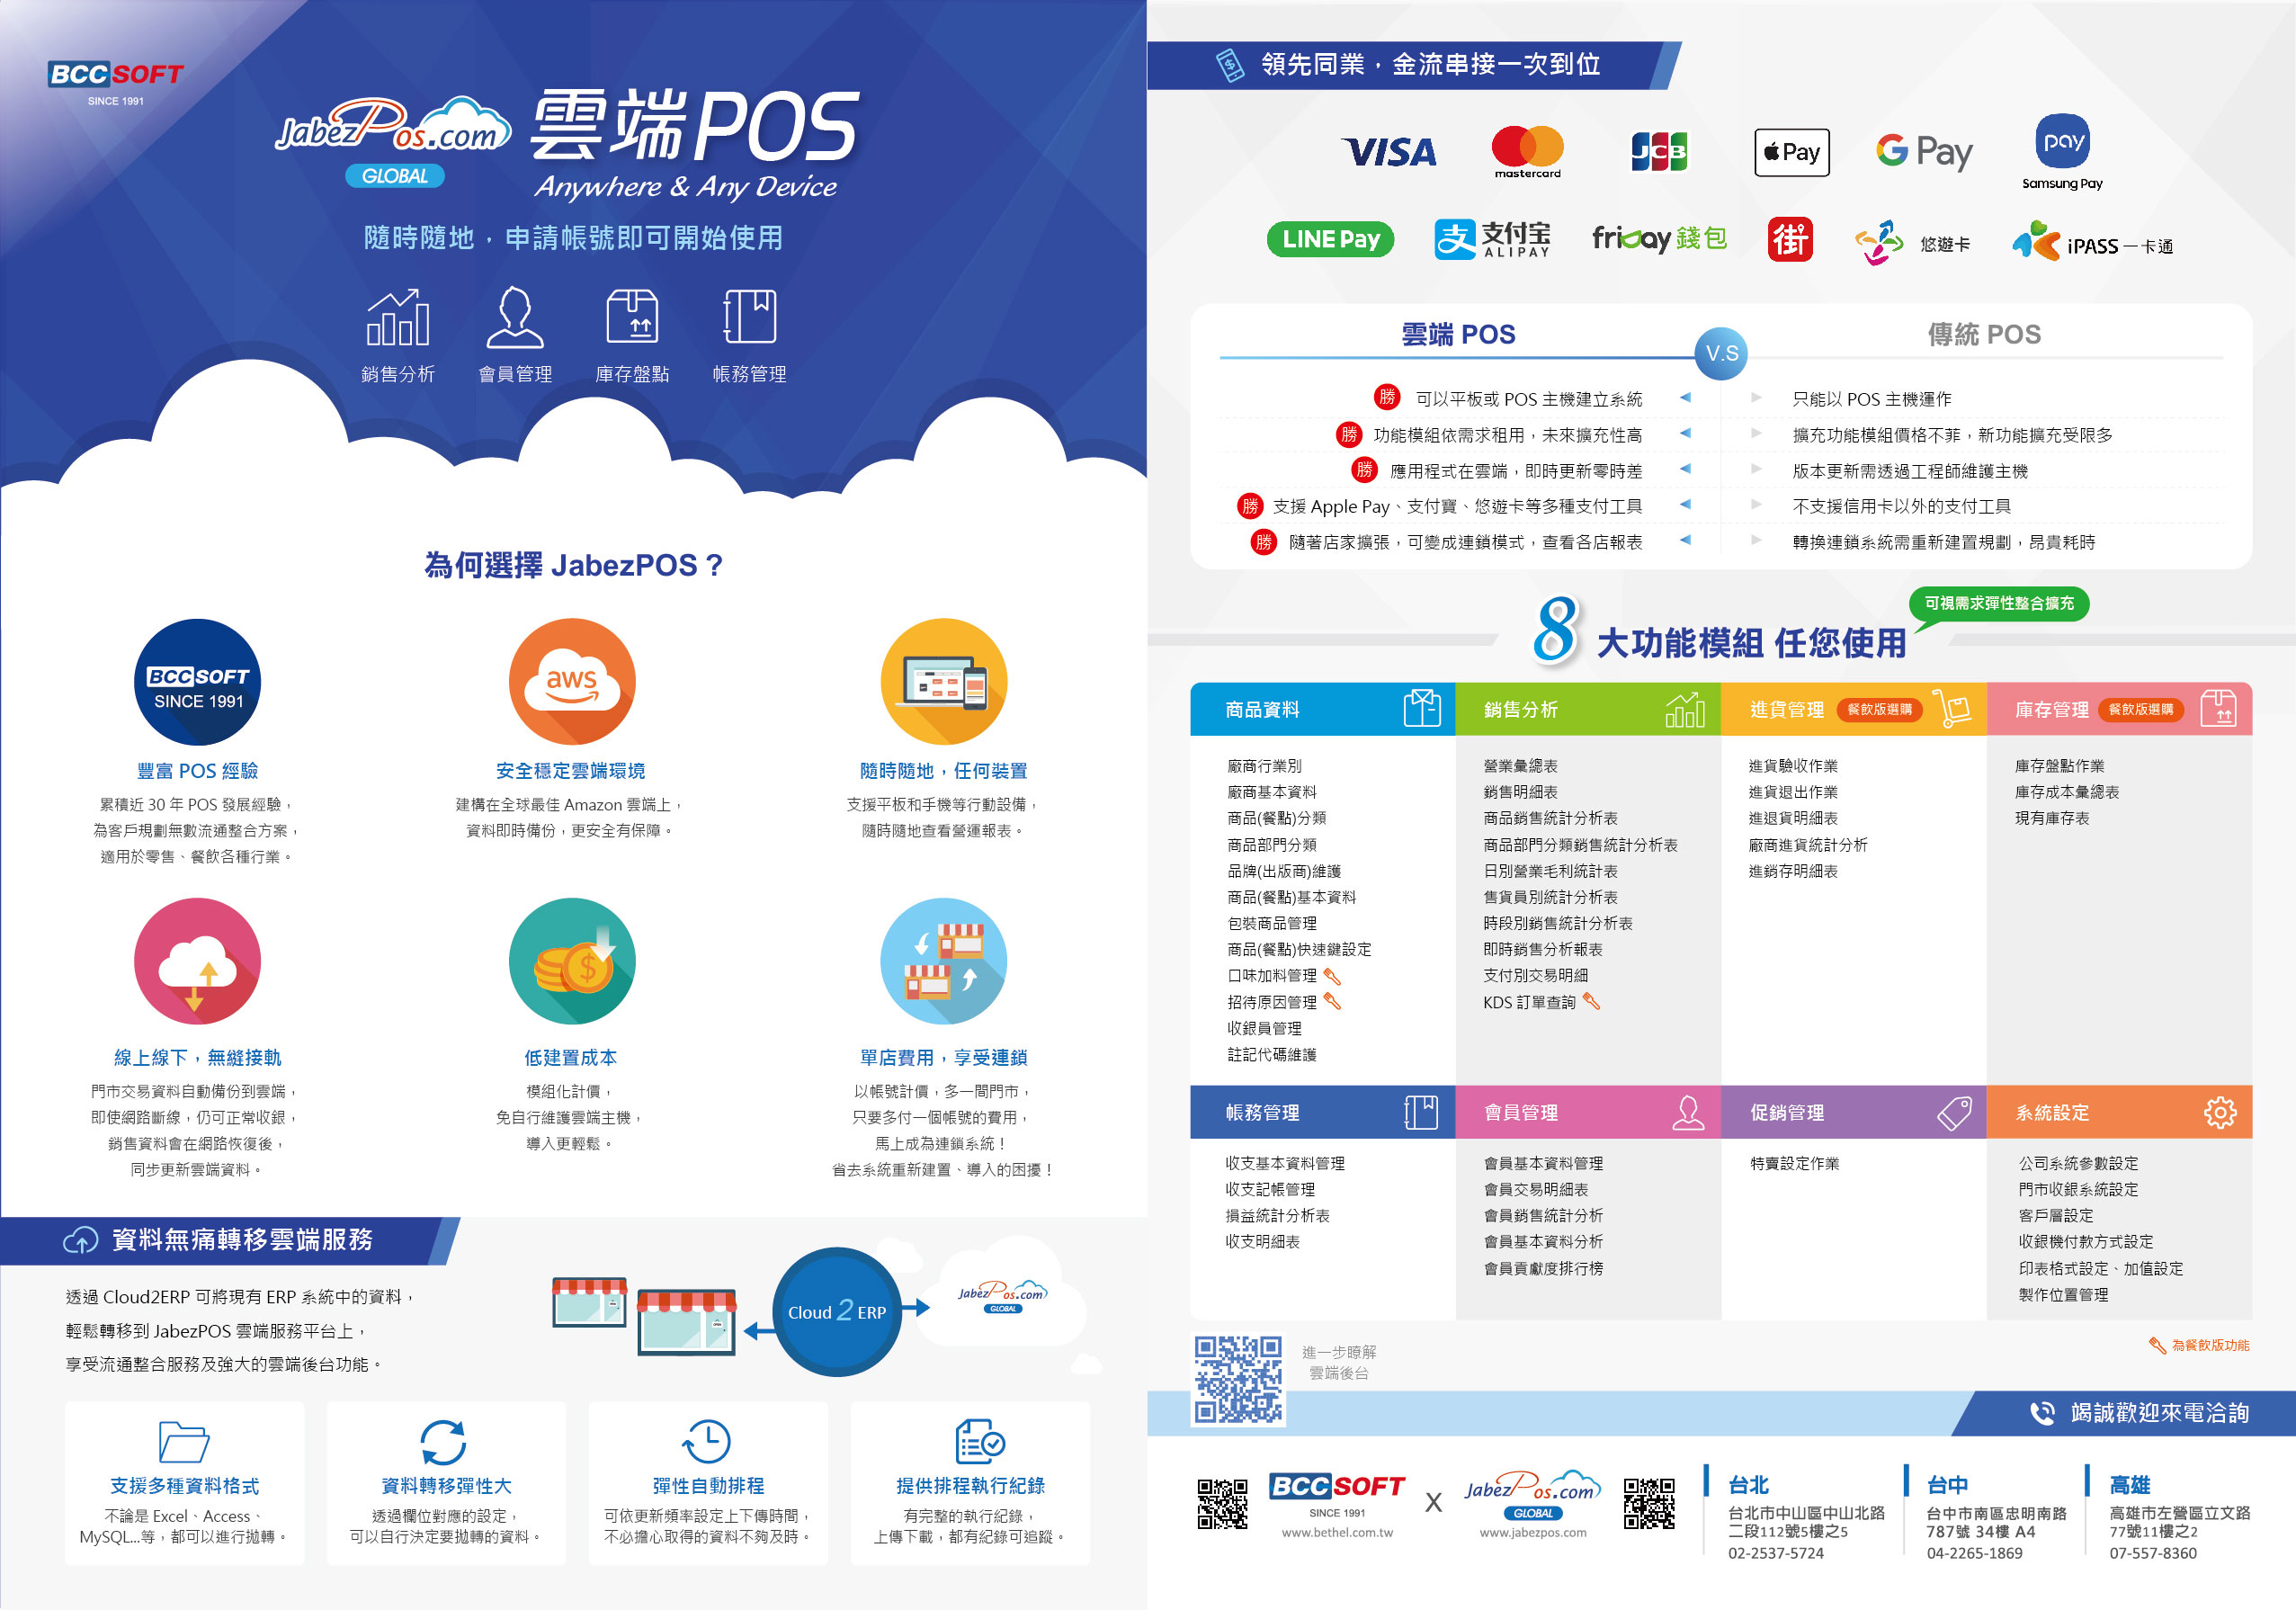 BCC SOFT
SINCE 1991
JabezPos.com
GLOBAL
雲端POS
Anywhere & Any Device
隨時隨地，申請帳號即可開始使用
銷售分析
會員管理
庫存盤點
帳務管理
為何選擇 JabezPOS？
BCC SOFT
SINCE 1991
豐富 POS 經驗
累積近 30 年 POS 發展經驗，
為客戶規劃無數流通整合方案，
適用於零售、餐飲各種行業。
aws
安全穩定雲端環境
建構在全球最佳 Amazon 雲端上，
資料即時備份，更安全有保障。
隨時隨地，任何裝置
支援平板和手機等行動設備，
隨時隨地查看營運報表。
線上線下，無縫接軌
門市交易資料自動備份到雲端，
即使網路斷線，仍可正常收銀，
銷售資料會在網路恢復後，
同步更新雲端資料。
低建置成本
模組化計價，
免自行維護雲端主機，
導入更輕鬆。
單店費用，享受連鎖
以帳號計價，多一間門市，
只要多付一個帳號的費用，
馬上成為連鎖系統！
省去系統重新建置、導入的困擾！
資料無痛轉移雲端服務
透過 Cloud2ERP 可將現有 ERP 系統中的資料，
輕鬆轉移到 JabezPOS 雲端服務平台上，
享受流通整合服務及強大的雲端後台功能。
Cloud 2 ERP
JabezPos.com
GLOBAL
支援多種資料格式
不論是 Excel、Access、
MySQL...等，都可以進行拋轉。
資料轉移彈性大
透過欄位對應的設定，
可以自行決定要拋轉的資料。
彈性自動排程
可依更新頻率設定上下傳時間，
不必擔心取得的資料不夠及時。
提供排程執行紀錄
有完整的執行紀錄，
上傳下載，都有紀錄可追蹤。
領先同業，金流串接一次到位
VISA
mastercard
JCB
Pay
G Pay
pay
Samsung Pay
LINE Pay
支 支付宝
ALIPAY
friday 錢包
街
悠遊卡
iPASS 一卡通
雲端 POS
V.S
傳統 POS
勝 可以平板或 POS 主機建立系統
只能以 POS 主機運作
勝 功能模組依需求租用，未來擴充性高
擴充功能模組價格不菲，新功能擴充受限多
勝 應用程式在雲端，即時更新零時差
版本更新需透過工程師維護主機
勝 支援 Apple Pay、支付寶、悠遊卡等多種支付工具
不支援信用卡以外的支付工具
勝 隨著店家擴張，可變成連鎖模式，查看各店報表
轉換連鎖系統需重新建置規劃，昂貴耗時
8 大功能模組 任您使用
可視需求彈性整合擴充
商品資料
廠商行業別
廠商基本資料
商品(餐點)分類
商品部門分類
品牌(出版商)維護
商品(餐點)基本資料
包裝商品管理
商品(餐點)快速鍵設定
口味加料管理
招待原因管理
收銀員管理
註記代碼維護
銷售分析
營業彙總表
銷售明細表
商品銷售統計分析表
商品部門分類銷售統計分析表
日別營業毛利統計表
售貨員別統計分析表
時段別銷售統計分析表
即時銷售分析報表
支付別交易明細
KDS 訂單查詢
進貨管理 餐飲版選購
進貨驗收作業
進貨退出作業
進退貨明細表
廠商進貨統計分析
進銷存明細表
庫存管理 餐飲版選購
庫存盤點作業
庫存成本彙總表
現有庫存表
帳務管理
收支基本資料管理
收支記帳管理
損益統計分析表
收支明細表
會員管理
會員基本資料管理
會員交易明細表
會員銷售統計分析
會員基本資料分析
會員貢獻度排行榜
促銷管理
特賣設定作業
系統設定
公司系統參數設定
門市收銀系統設定
客戶層設定
收銀機付款方式設定
印表格式設定、加值設定
製作位置管理
進一步瞭解
雲端後台
為餐飲版功能
竭誠歡迎來電洽詢
BCC SOFT
SINCE 1991
www.bethel.com.tw
X
JabezPos.com
GLOBAL
www.jabezpos.com
台北
台北市中山區中山北路
二段112號5樓之5
02-2537-5724
台中
台中市南區忠明南路
787號 34樓 A4
04-2265-1869
高雄
高雄市左營區立文路
77號11樓之2
07-557-8360